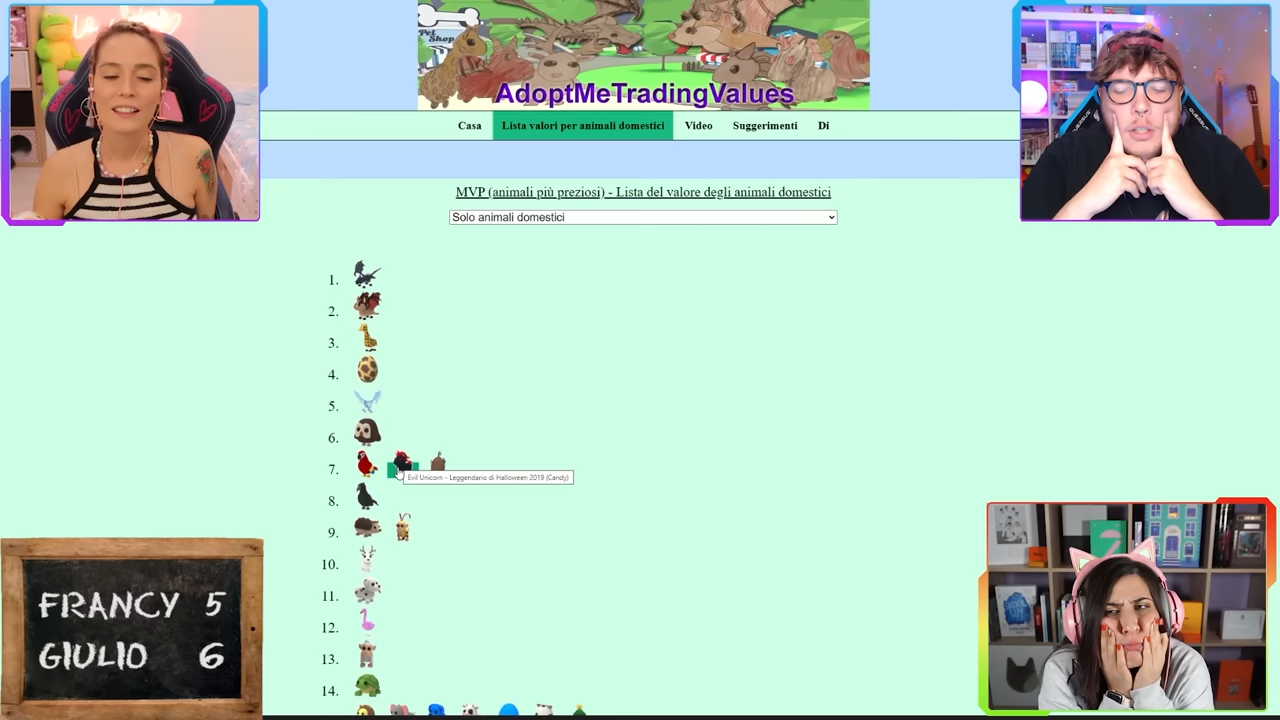 Pet
Shop
AdoptMeTradingValues
Casa
Lista valori per animali domestici
Video
Suggerimenti
Di
MVP (animali più preziosi) - Lista del valore degli animali domestici
Solo animali domestici
1.
2.
3.
4.
5.
6.
7.
Evil Unicorn - Leggendario di Halloween 2019 (Candy)
8.
9.
10.
11.
12.
13.
14.
FRANCY 5
GIULIO 6